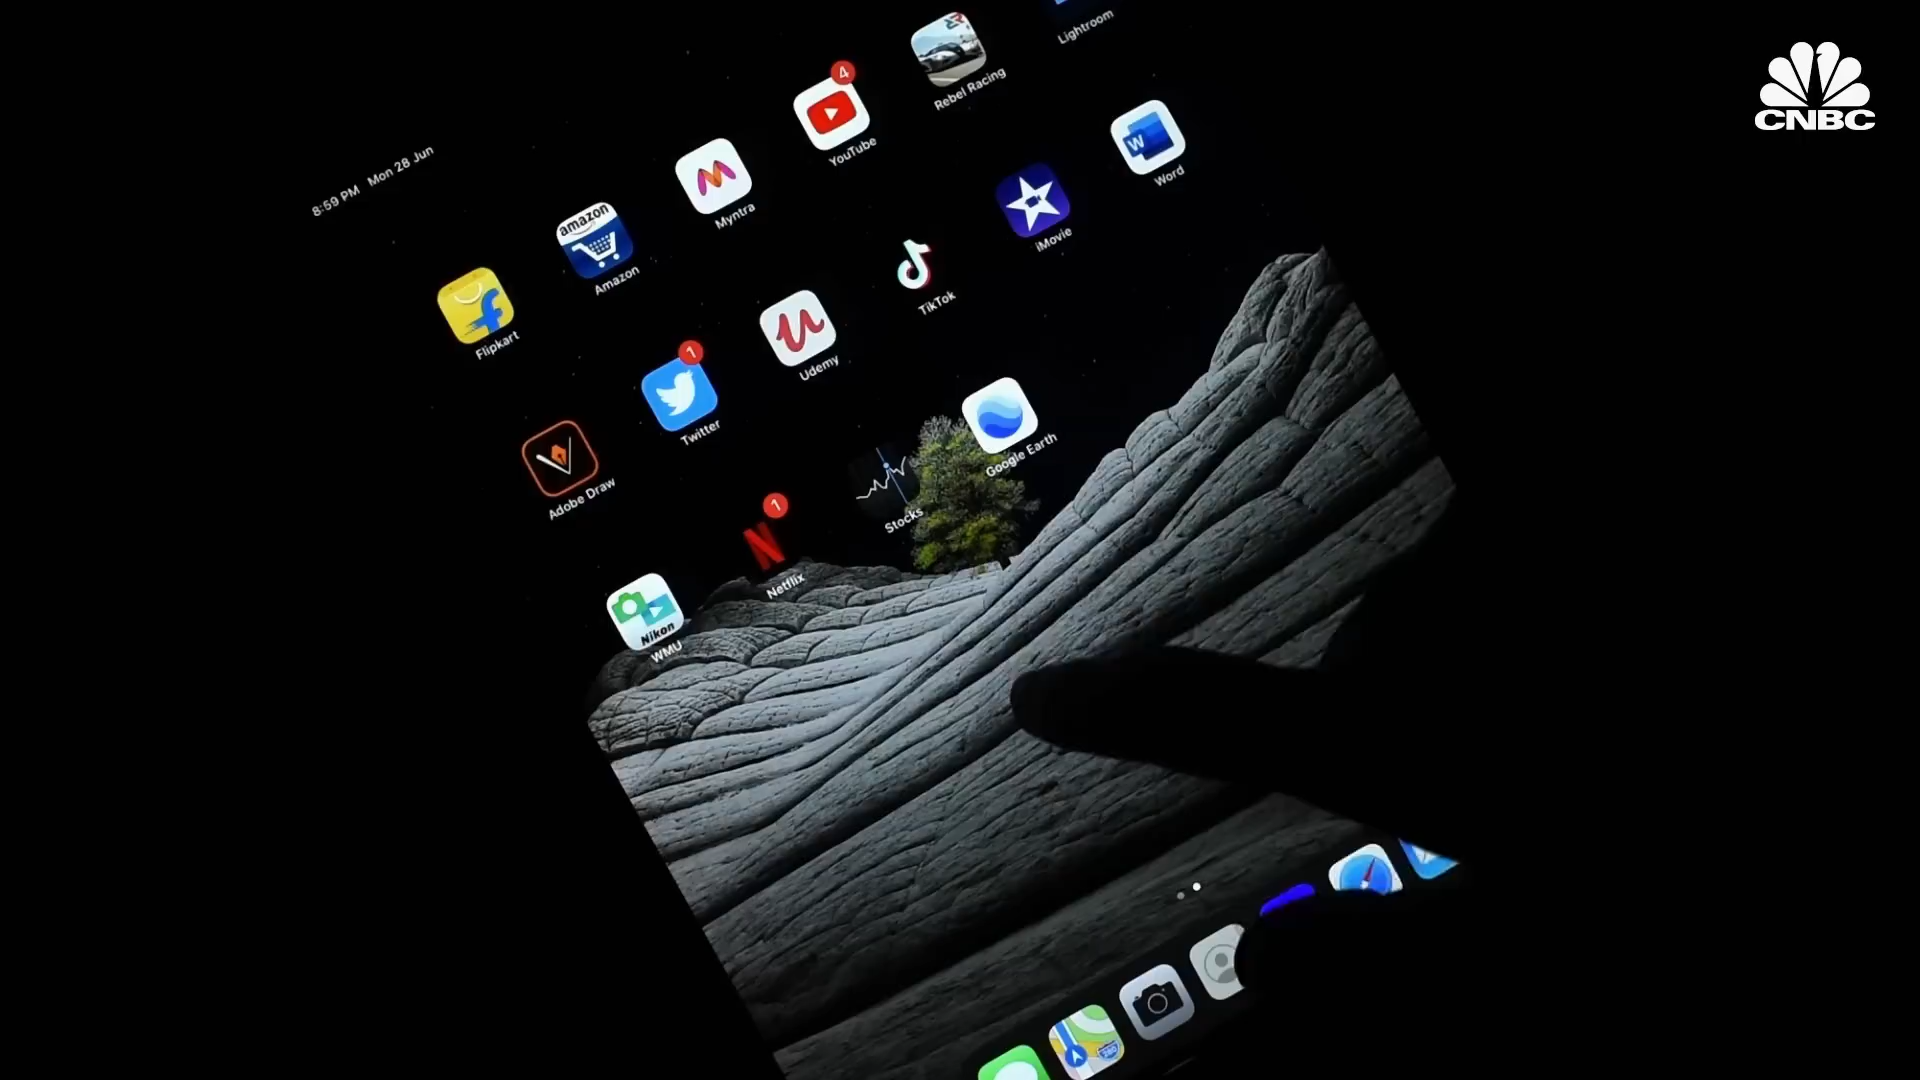 CNBC
8:59 PM Mon 28 Jun
Flipkart
amazon
Amazon
Myntra
4
YouTube
Rebel Racing
Lightroom
Adobe Draw
1
Twitter
Udemy
TikTok
iMovie
W
Word
Nikon
WMU
N
1
Netflix
Stocks
Google Earth
280